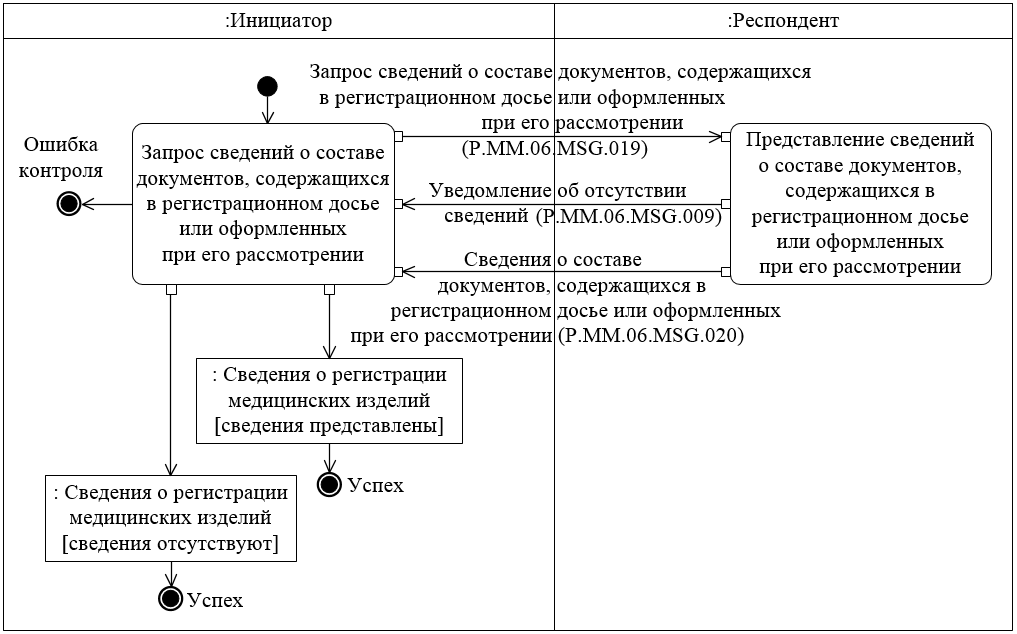 :Инициатор
:Респондент
Запрос сведений о составе документов, содержащихся
в регистрационном досье или оформленных
при его рассмотрении
(P.MM.06.MSG.019)
Ошибка
контроля
Запрос сведений о составе
документов, содержащихся
в регистрационном досье
или оформленных
при его рассмотрении
Уведомление об отсутствии
сведений (P.MM.06.MSG.009)
Представление сведений
о составе документов,
содержащихся в
регистрационном досье
или оформленных
при его рассмотрении
Сведения о составе
документов, содержащихся в
регистрационном досье или оформленных
при его рассмотрении (P.MM.06.MSG.020)
: Сведения о регистрации
медицинских изделий
[сведения представлены]
Успех
: Сведения о регистрации
медицинских изделий
[сведения отсутствуют]
Успех